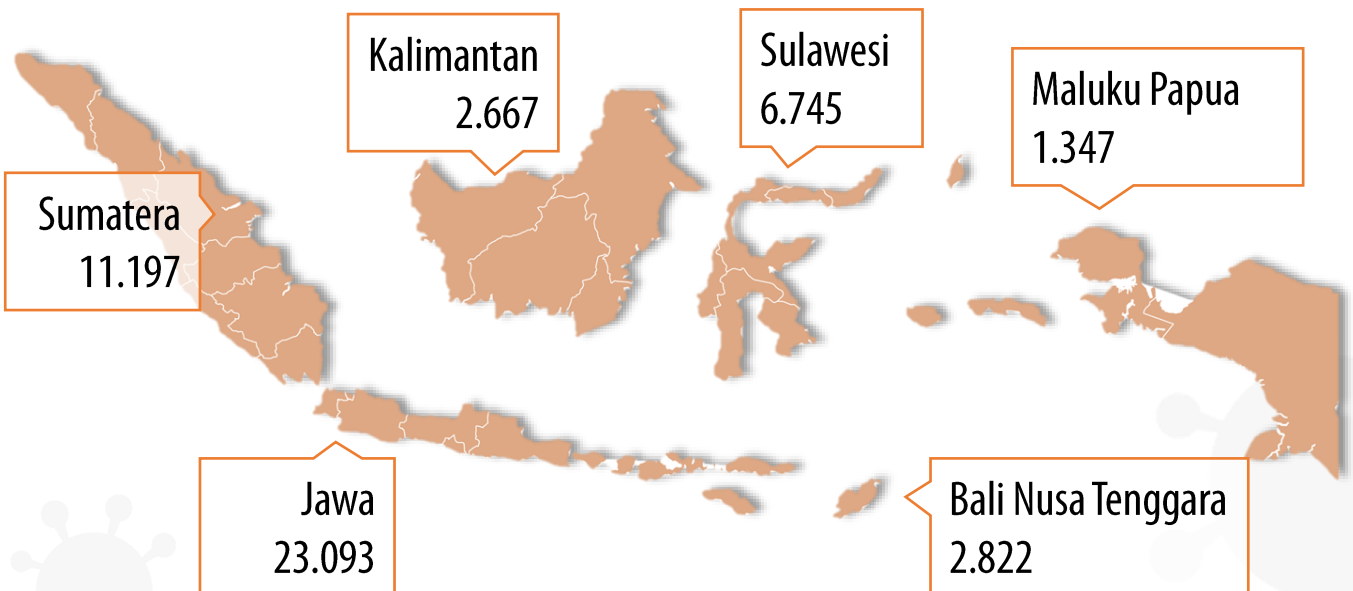 Kalimantan
2.667
Sulawesi
6.745
Maluku Papua
1.347
Sumatera
11.197
Jawa
23.093
Bali Nusa Tenggara
2.822